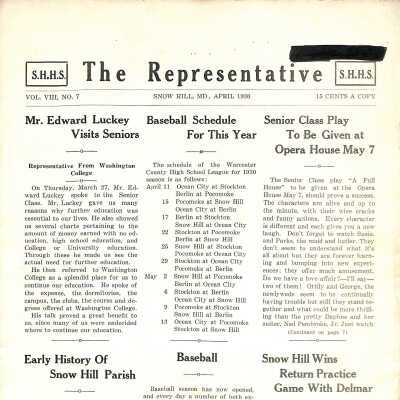 S.H.H.S.
The Representative
S.H.H.S.
VOL. VIII, NO. 7
SNOW HILL, MD., APRIL 1930
15 CENTS A COPY
Mr. Edward Luckey
Visits Seniors
Representative From Washington
College
On Thursday, March 27, Mr. Ed-
ward Luckey spoke to the Senior
Class. Mr. Luckey gave us many
reasons why further education was
essential to our lives. He also showed
us several charts pertaining to the
amount of money earned with no ed-
ucation, high school education, and
College or University education.
Through these he made us see the
actual need for further education.
He then referred to Washington
College as a splendid place for us to
continue our education. He spoke of
the expense, the dormitories, the
campus, the clubs, the course and de-
grees offered at Washington College.
His talk proved a great benefit to
us, since many of us were undecided
where to continue our education.
Early History Of
Snow Hill Parish
Baseball Schedule
For This Year
The schedule of the Worcester
County High School League for 1930
season is as follows:
April 11 Ocean City at Stockton
Berlin at Pocomoke
15 Pocomoke at Snow Hill
Ocean City at Berlin
17 Berlin at Stockton
Snow Hill at Ocean City
22 Stockton at Pocomoke
Berlin at Snow Hill
25 Snow Hill at Stockton
Pocomoke at Ocean City
29 Stockton at Ocean City
Pocomoke at Berlin
May 2 Snow Hill at Pocomoke
Berlin at Ocean City
6 Stockton at Berlin
Ocean City at Snow Hill
9 Pocomoke at Stockton
Snow Hill at Berlin
13 Ocean City at Pocomoke
Stockton at Snow Hill
Baseball
Baseball season has now opened,
and every day a number of both ex-
Senior Class Play
To Be Given at
Opera House May 7
The Senior Class play "A Full
House" to be given at the Opera
House May 7, should prove a success.
The characters are alive and up to
the minute, with their wise cracks
and funny actions. Every character
is different and each gives you a new
laugh. Don't forget to watch Susie
and Parks, the maid and butler. They
don't seem to understand what it's
all about but they are forever learn-
ing and bumping into new experi-
ences; they offer much amusement.
Do we have a love affair?—I'll say—
two of them! Ottily and George, the
newlyweds seem to be continually
having trouble but still they stand to-
gether and what could be more thrill-
ing than the pretty Daphne and her
suitor, Ned Pembroke, Jr. Just watch
(Continued on page 7)
Snow Hill Wins
Return Practice
Game With Delmar